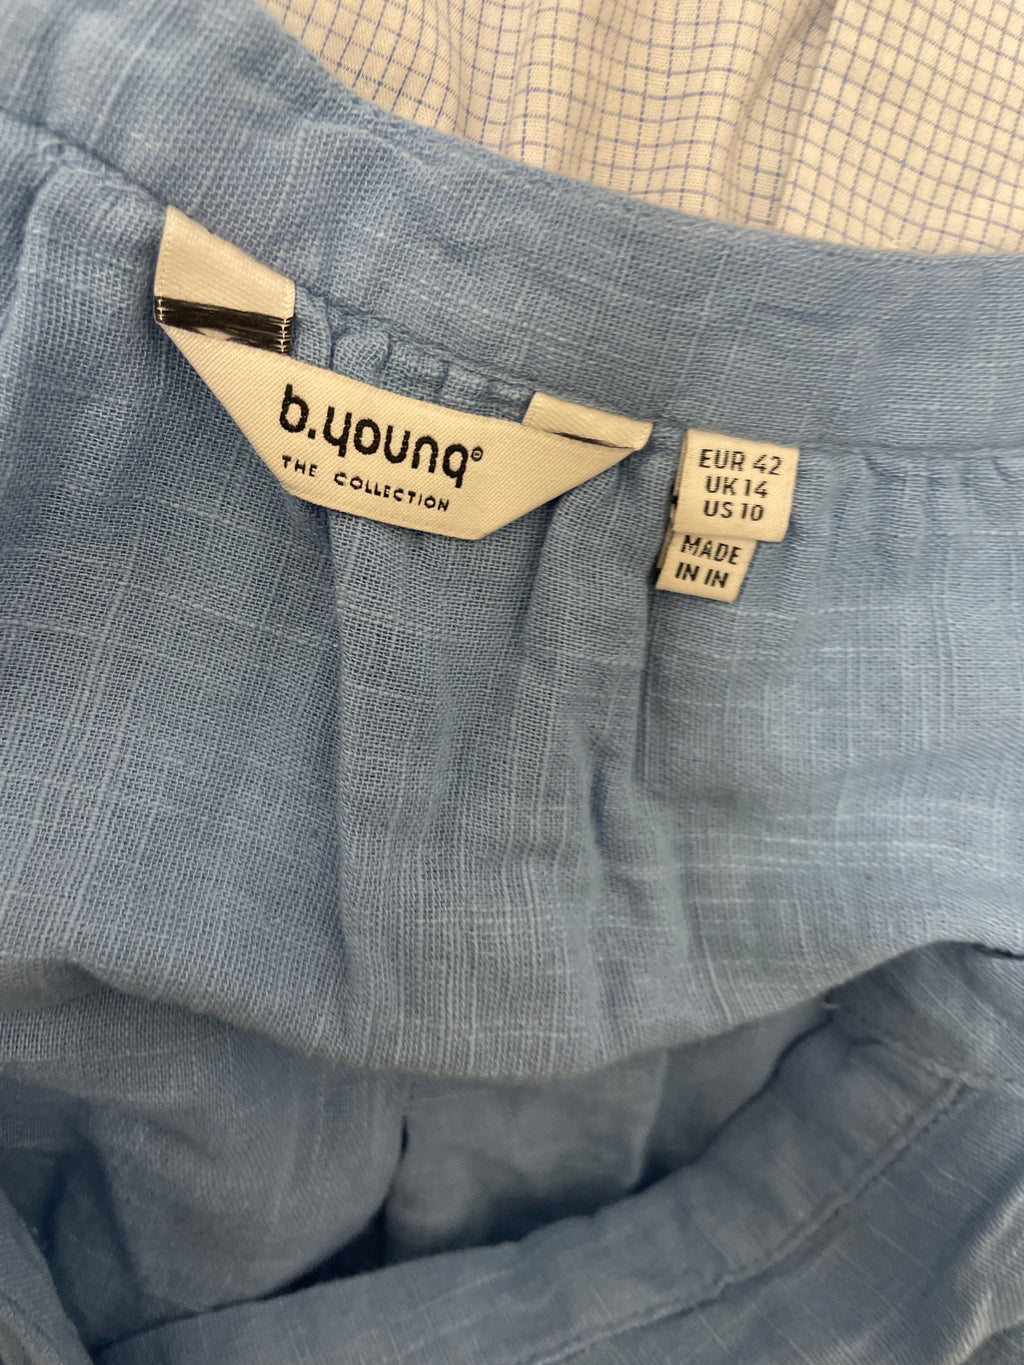 b.young®
THE COLLECTION
EUR 42
UK 14
US 10
MADE
IN IN